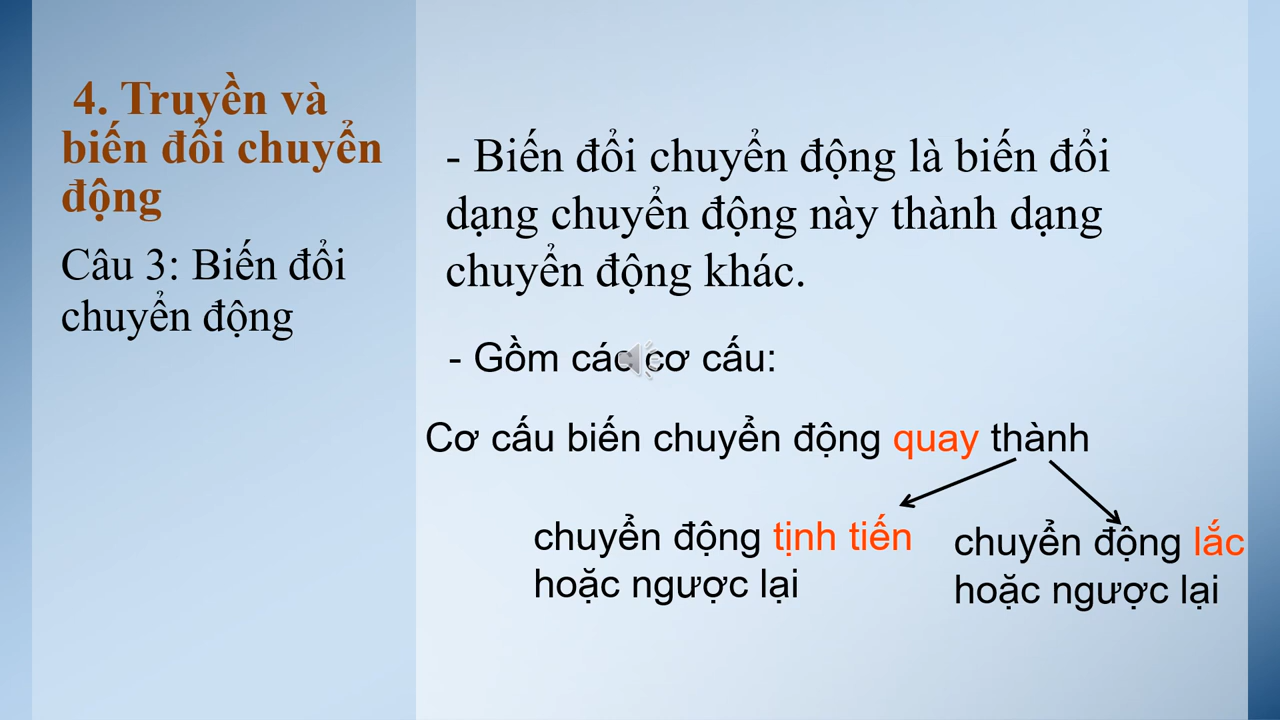 4. Truyền và
biến đổi chuyển
động
Câu 3: Biến đổi
chuyển động
- Biến đổi chuyển động là biến đổi
dạng chuyển động này thành dạng
chuyển động khác.
- Gồm các cơ cấu:
Cơ cấu biến chuyển động quay thành
chuyển động tịnh tiến
hoặc ngược lại
chuyển động lắc
hoặc ngược lại